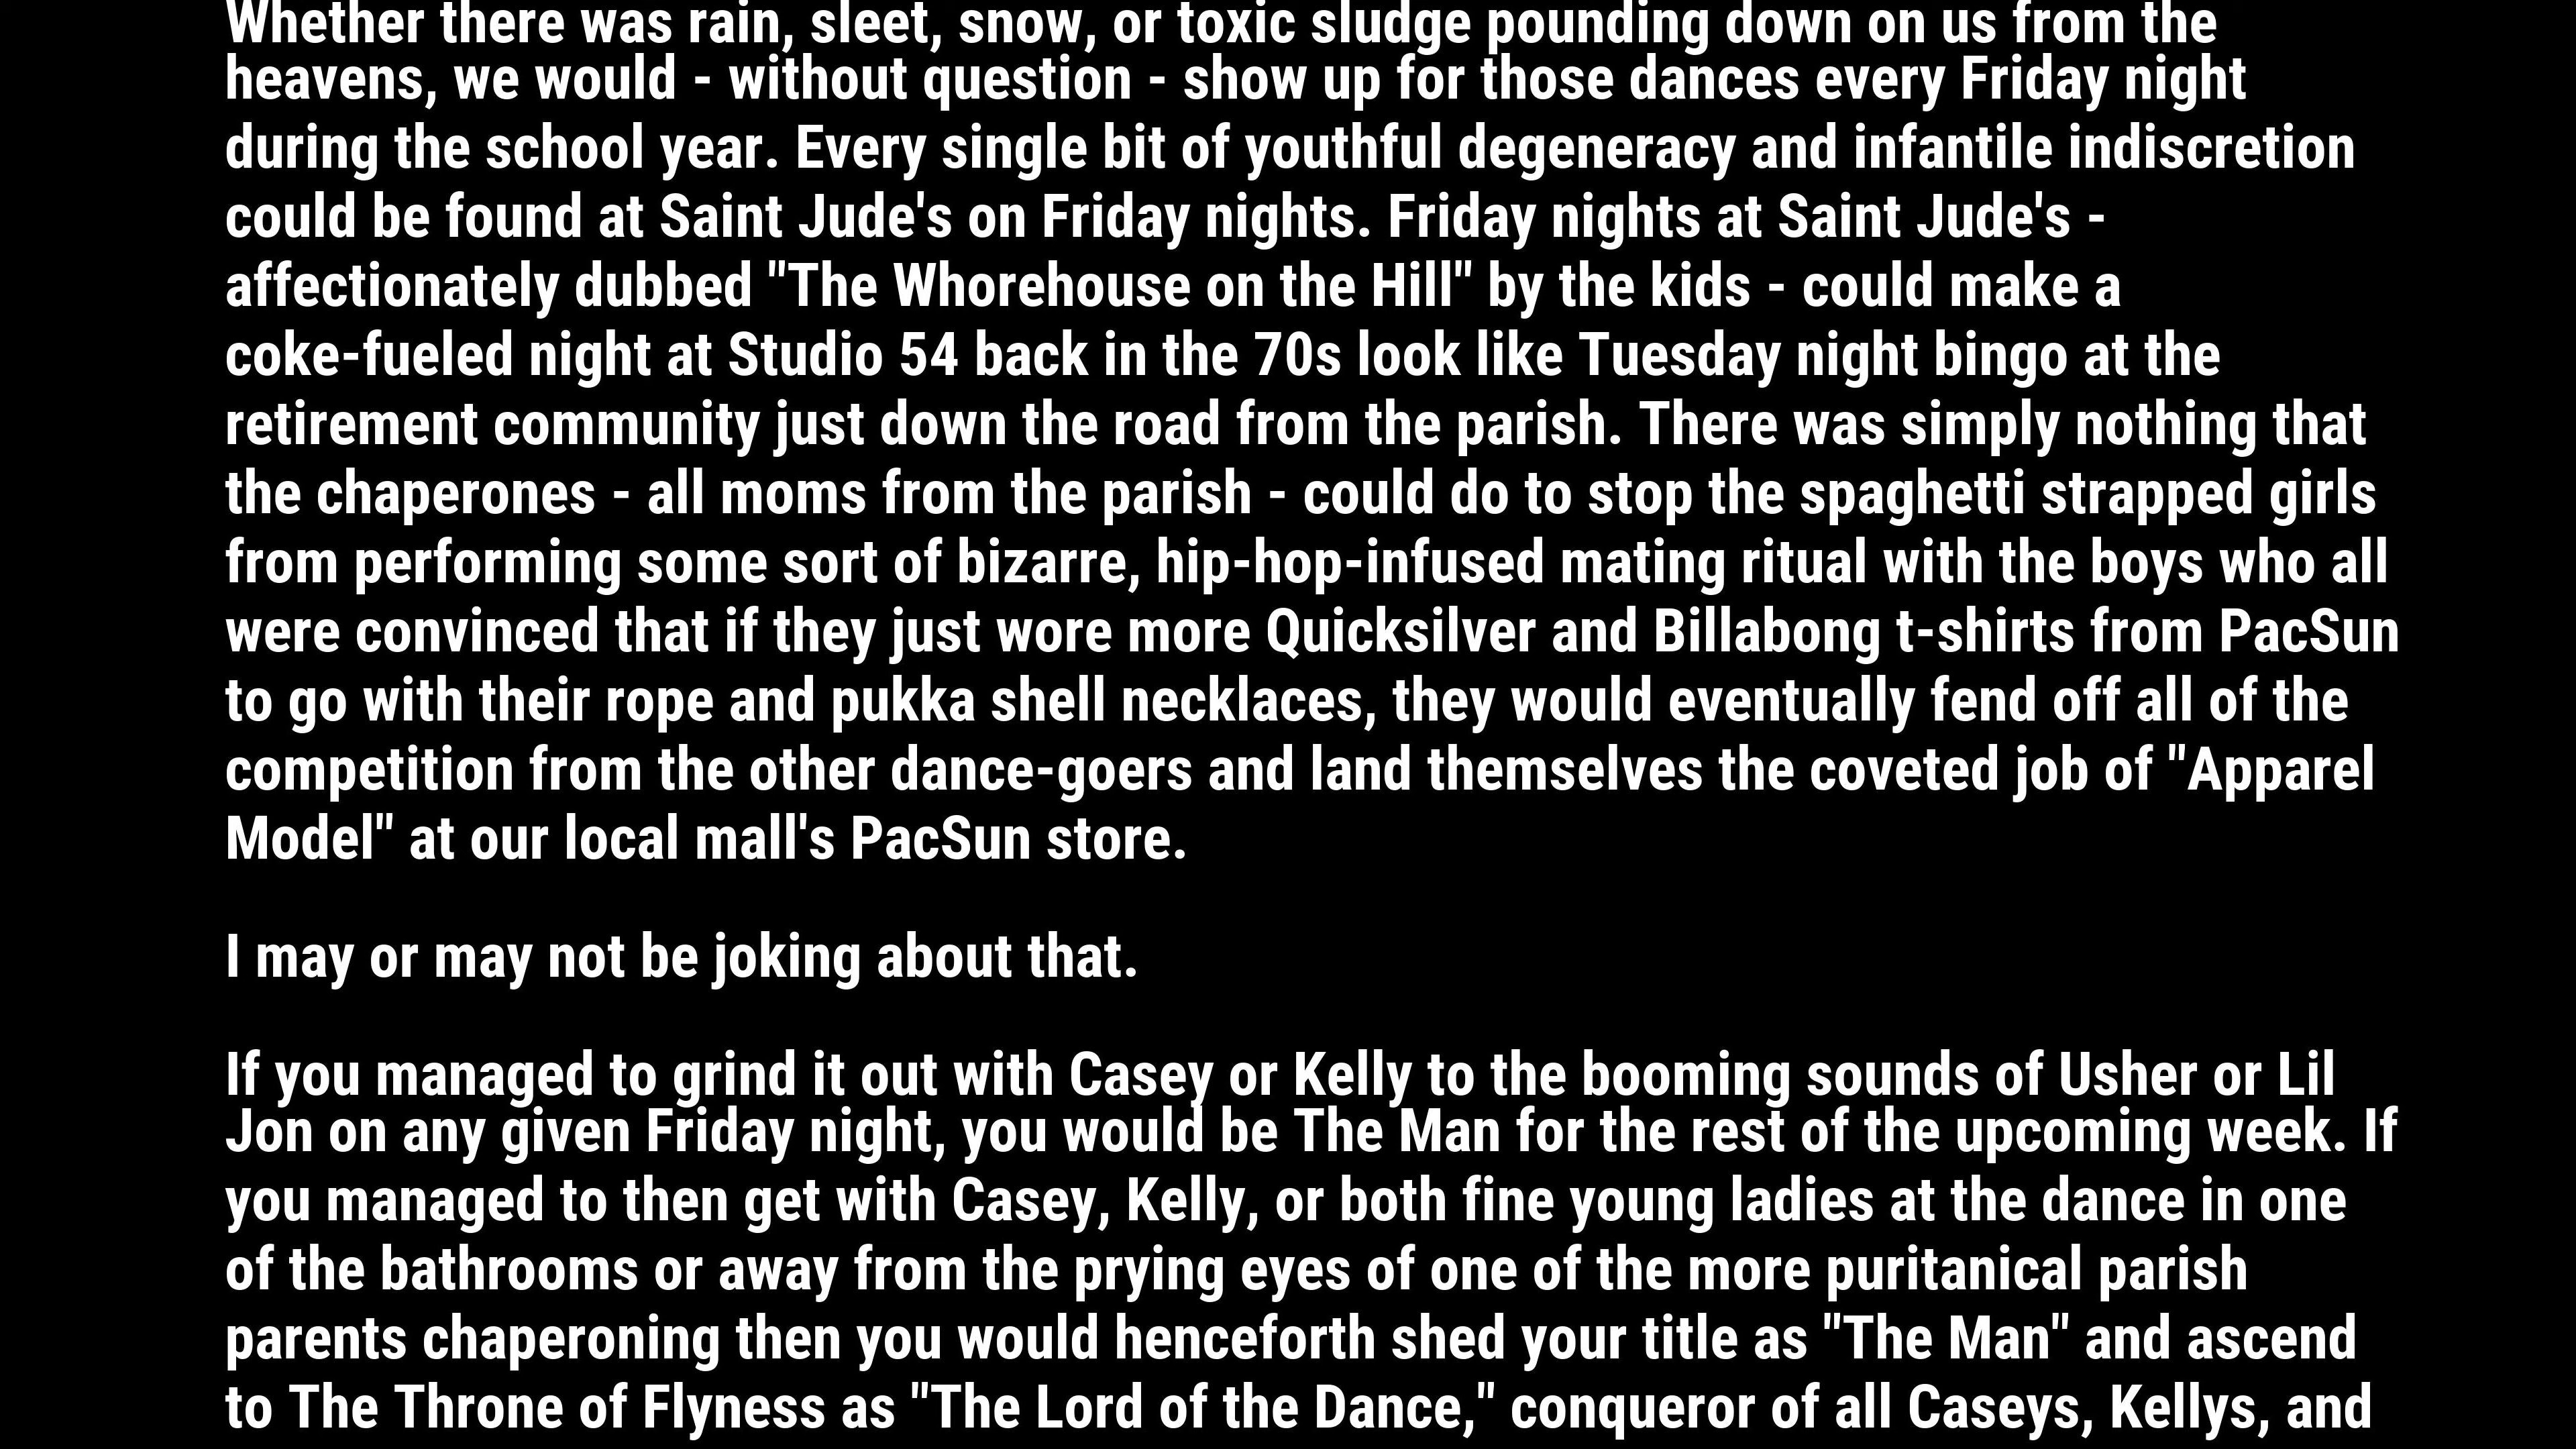 Whether there was rain, sleet, snow, or toxic sludge pounding down on us from the
heavens, we would - without question - show up for those dances every Friday night
during the school year. Every single bit of youthful degeneracy and infantile indiscretion
could be found at Saint Jude's on Friday nights. Friday nights at Saint Jude's -
affectionately dubbed "The Whorehouse on the Hill" by the kids - could make a
coke-fueled night at Studio 54 back in the 70s look like Tuesday night bingo at the
retirement community just down the road from the parish. There was simply nothing that
the chaperones - all moms from the parish - could do to stop the spaghetti strapped girls
from performing some sort of bizarre, hip-hop-infused mating ritual with the boys who all
were convinced that if they just wore more Quicksilver and Billabong t-shirts from PacSun
to go with their rope and pukka shell necklaces, they would eventually fend off all of the
competition from the other dance-goers and land themselves the coveted job of "Apparel
Model" at our local mall's PacSun store.
I may or may not be joking about that.
If you managed to grind it out with Casey or Kelly to the booming sounds of Usher or Lil
Jon on any given Friday night, you would be The Man for the rest of the upcoming week. If
you managed to then get with Casey, Kelly, or both fine young ladies at the dance in one
of the bathrooms or away from the prying eyes of one of the more puritanical parish
parents chaperoning then you would henceforth shed your title as "The Man" and ascend
to The Throne of Flyness as "The Lord of the Dance," conqueror of all Caseys, Kellys, and